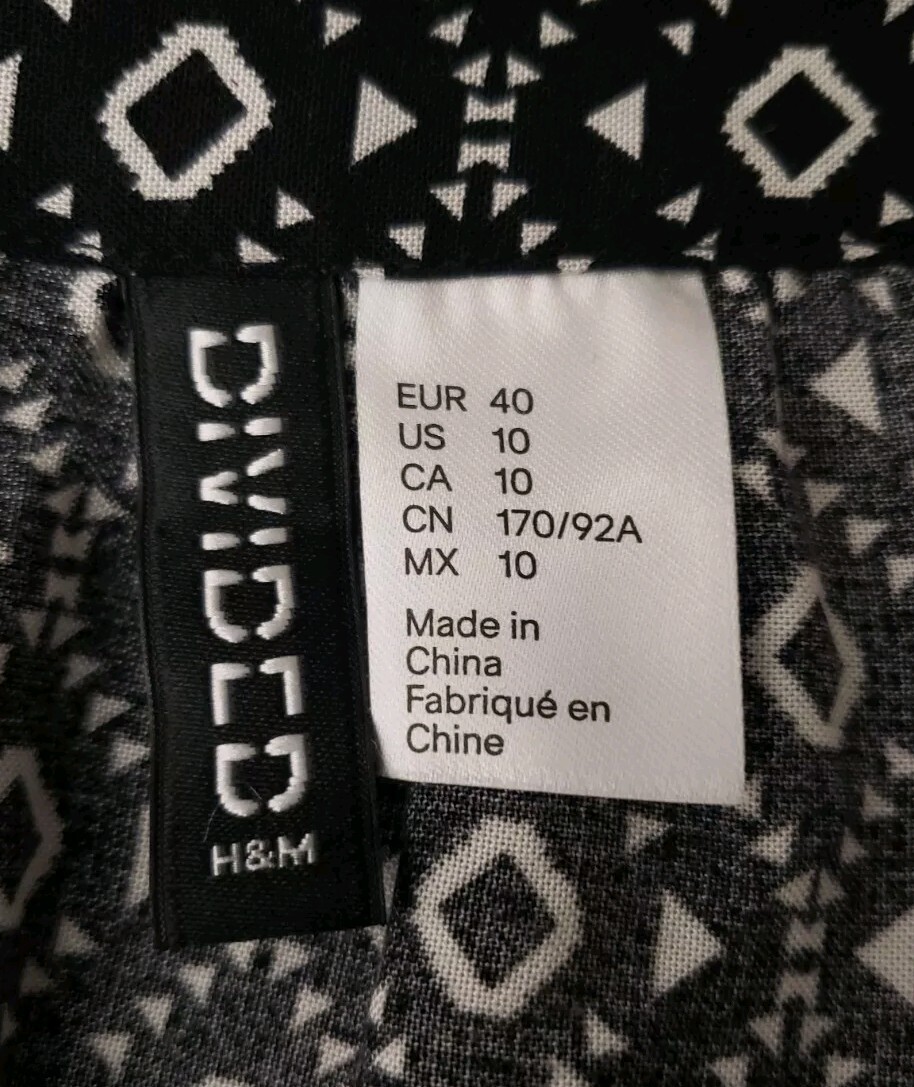 DIVIDED
H&M
EUR 40
US 10
CA 10
CN 170/92A
MX 10
Made in
China
Fabriqué en
Chine